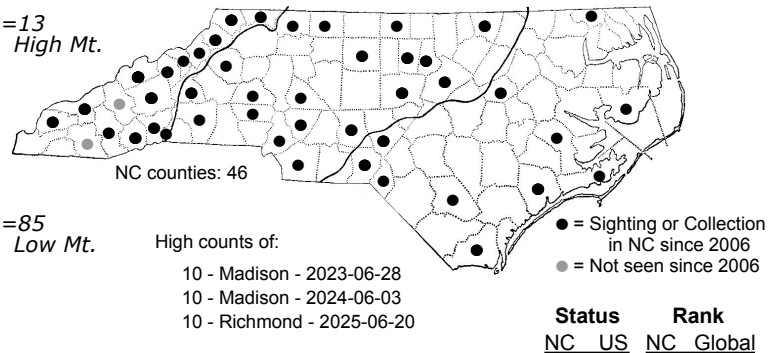 =13
High Mt.
NC counties: 46
=85
Low Mt.
High counts of:
10 - Madison - 2023-06-28
10 - Madison - 2024-06-03
10 - Richmond - 2025-06-20
= Sighting or Collection
in NC since 2006
= Not seen since 2006
Status Rank
NC US NC Global